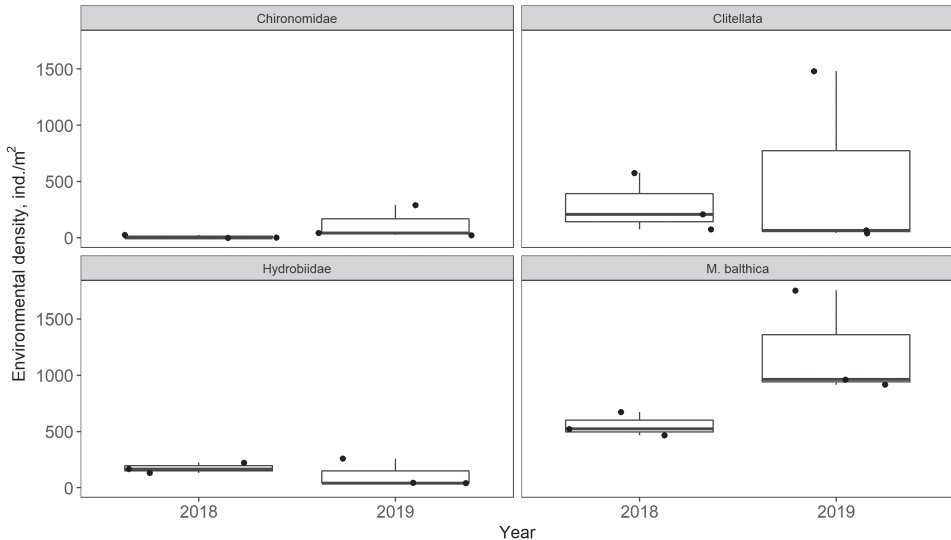 Chironomidae
Clitellata
1500
1000
500
0
Hydrobiidae
M. balthica
1500
1000
500
0
Environmental density, ind./m²
2018
2019
2018
2019
Year